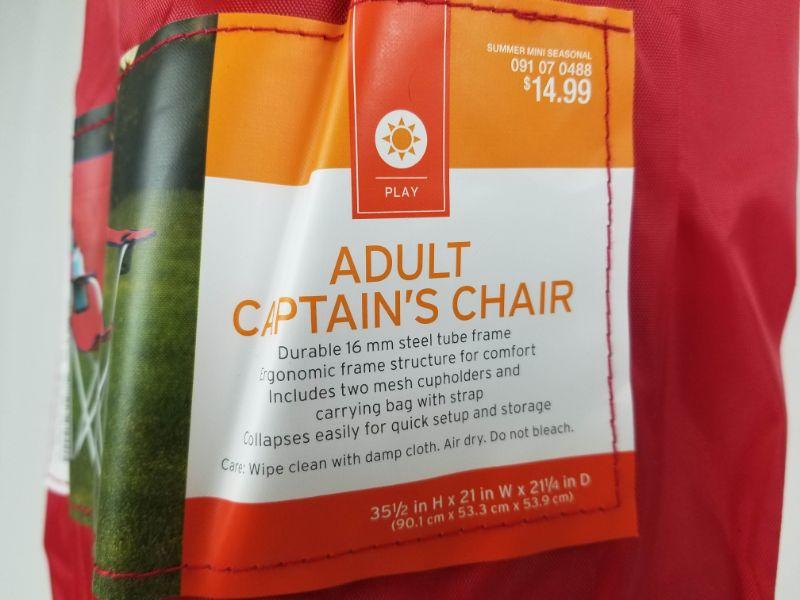 SUMMER MINI SEASONAL
091 07 0488
$14.99
PLAY
ADULT
CAPTAIN'S CHAIR
Durable 16 mm steel tube frame
Ergonomic frame structure for comfort
Includes two mesh cupholders and
carrying bag with strap
Collapses easily for quick setup and storage
Care: Wipe clean with damp cloth. Air dry. Do not bleach.
35½ in H x 21 in W x 21¼ in D
(90.1 cm x 53.3 cm x 53.9 cm)